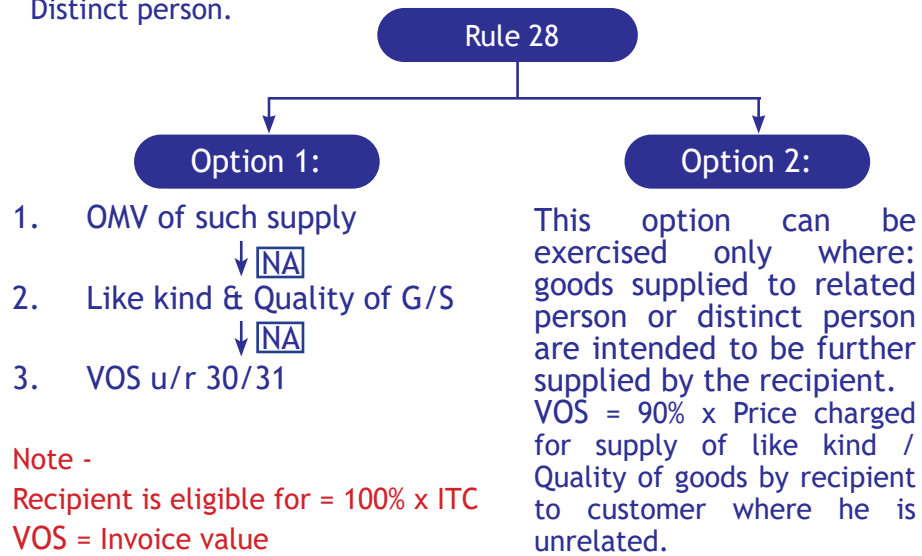 Distinct person.
Rule 28
Option 1:
1. OMV of such supply
NA
2. Like kind & Quality of G/S
NA
3. VOS u/r 30/31
Note -
Recipient is eligible for = 100% x ITC
VOS = Invoice value
Option 2:
This option can be
exercised only where:
goods supplied to related
person or distinct person
are intended to be further
supplied by the recipient.
VOS = 90% x Price charged
for supply of like kind /
Quality of goods by recipient
to customer where he is
unrelated.